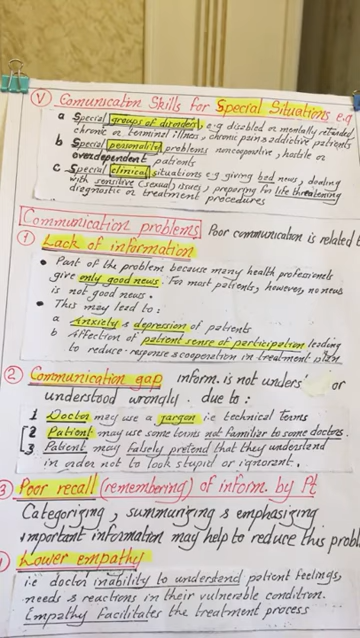 V Comunication Skills for Special Situations e.g
a Special groups of disorders, e.g disabled or mentally retarded,
chronic or terminal illness, chronic pain & addictive patients
b Special personality problems noncooperative, hostile or
overdependent patients
c Special clinical situations e.g giving bad news, dealing
with sensitive (sexual) issues, preparing for life threatening
diagnostic or treatment procedures
Communication problems Poor communication is related t
1 Lack of information
• Part of the problem because many health profissionals
give only good news. For most patients, however, no news
is not good news.
• This may lead to:
a Anxiety & depression of patients
b Affection of patient sense of participation leading
to reduce response & cooperation in treatment plan
2 Communication gap inform. is not unders or
understood wrongly. due to:
1 Doctor may use a jargon i.e technical terms
2 Patient may use some terms not familier to some doctors.
3 Patient may falsely pretend that they understand
in order not to look stupid or ignorant.
3 Poor recall (remembering) of inform. by Pt
Categorizing, summarizing & emphasizing
important information may help to reduce this probl
Lower empathy
i.e doctor inability to understand patient feelings,
needs & reactions in their vulnerable condition.
Empathy facilitates the treatment process